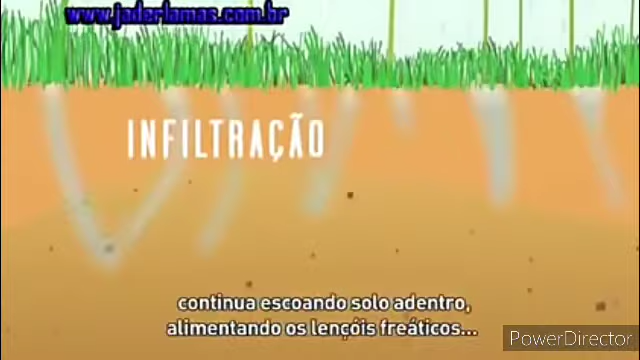 www.jaderlamas.com.br
INFILTRAÇÃO
continua escoando solo adentro,
alimentando os lençóis freáticos...
PowerDirector